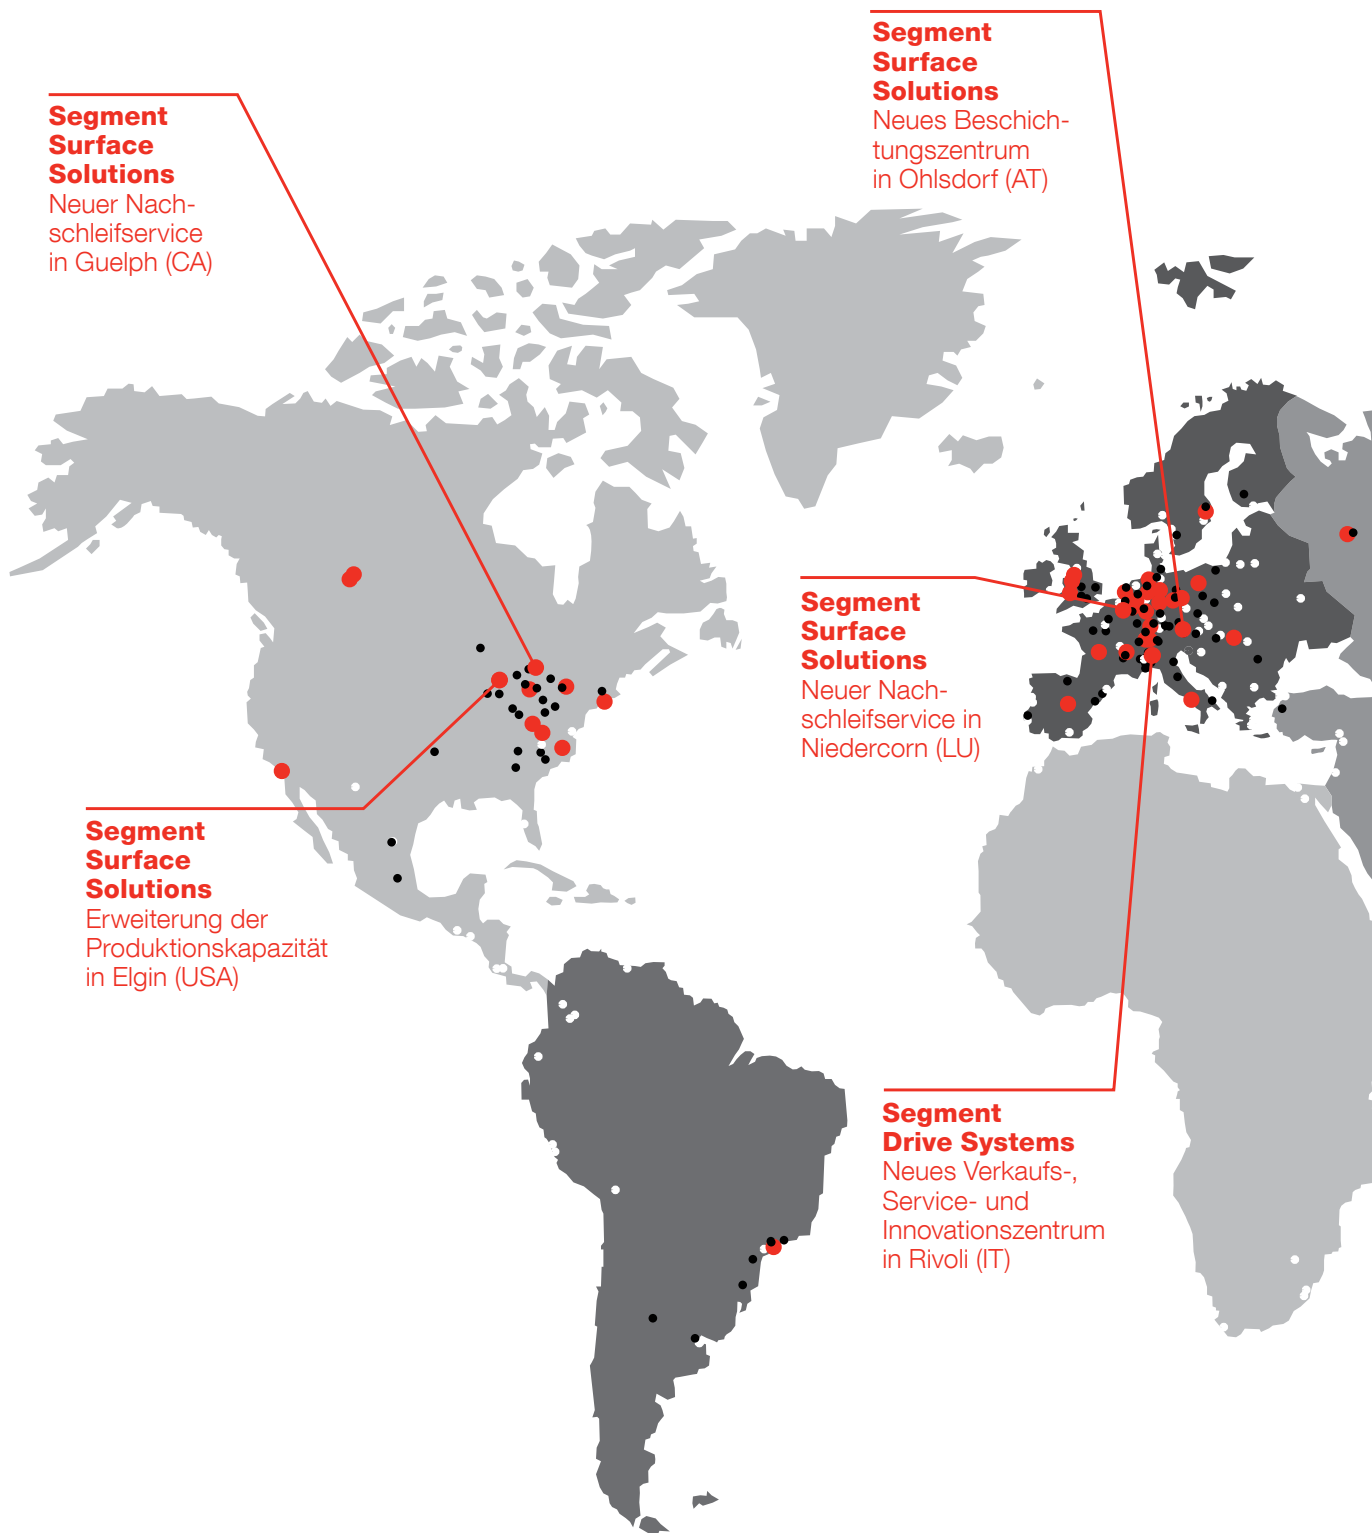 Segment
Surface
Solutions
Neues Beschich-
tungszentrum
in Ohlsdorf (AT)
Segment
Surface
Solutions
Neuer Nach-
schleifservice
in Guelph (CA)
Segment
Surface
Solutions
Neuer Nach-
schleifservice in
Niedercorn (LU)
Segment
Surface
Solutions
Erweiterung der
Produktionskapazität
in Elgin (USA)
Segment
Drive Systems
Neues Verkaufs-,
Service- und
Innovationszentrum
in Rivoli (IT)